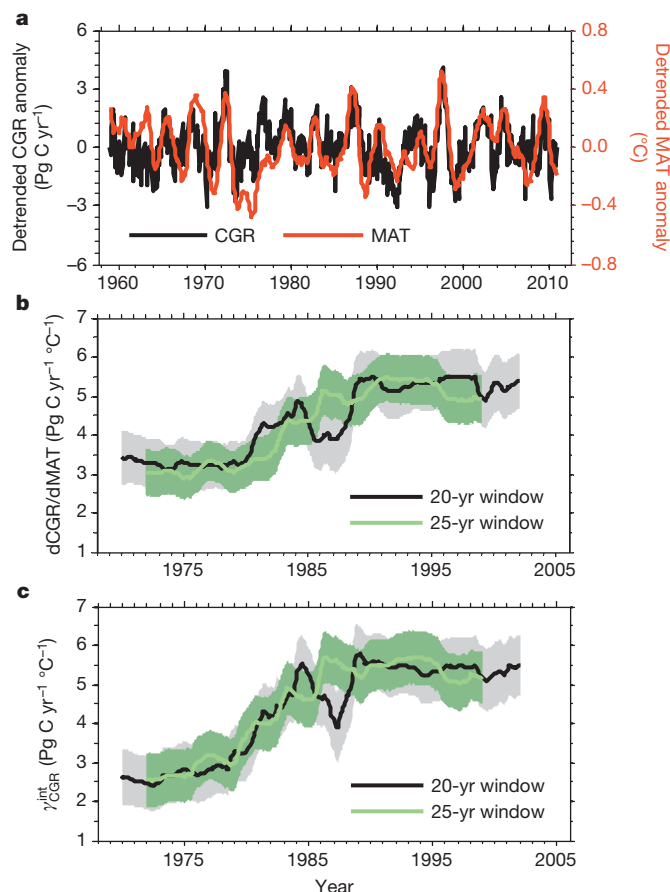 a
6
3
0
−3
−6
Detrended CGR anomaly
(Pg C yr⁻¹)
0.8
0.4
0.0
−0.4
−0.8
Detrended MAT anomaly
(°C)
CGR
MAT
1960 1970 1980 1990 2000 2010
b
7
6
5
4
3
2
1
dCGR/dMAT (Pg C yr⁻¹ °C⁻¹)
20-yr window
25-yr window
1975 1985 1995 2005
c
7
6
5
4
3
2
1
γ^int_CGR (Pg C yr⁻¹ °C⁻¹)
20-yr window
25-yr window
1975 1985 1995 2005
Year